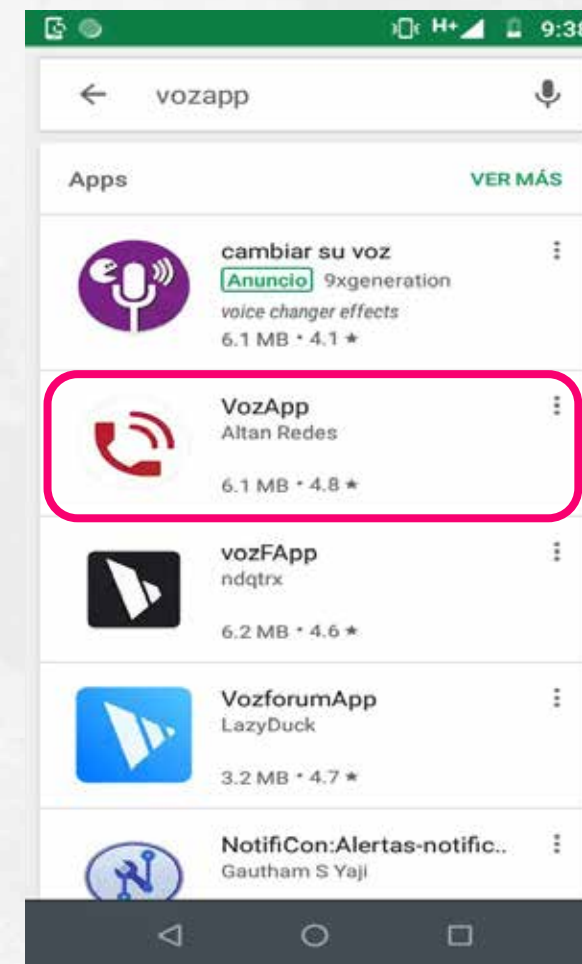 H+ 9:38
vozapp
Apps VER MÁS
cambiar su voz
Anuncio 9xgeneration
voice changer effects
6.1 MB · 4.1 ★
VozApp
Altan Redes
6.1 MB · 4.8 ★
vozFApp
ndqtrx
6.2 MB · 4.6 ★
VozforumApp
LazyDuck
3.2 MB · 4.7 ★
NotifiCon:Alertas-notific..
Gautham S Yaji